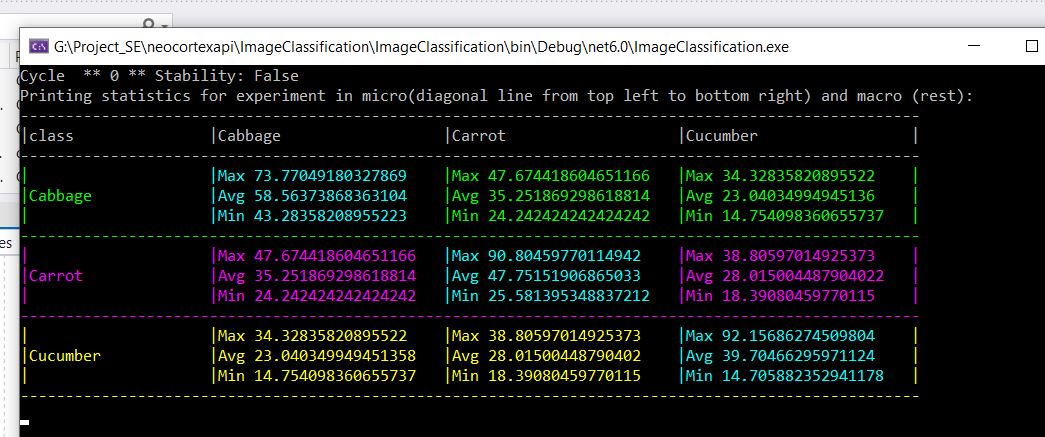 G:\Project_SE\neocortexapi\ImageClassification\ImageClassification\bin\Debug\net6.0\ImageClassification.exe
Cycle  ** 0 ** Stability: False
Printing statistics for experiment in micro(diagonal line from top left to bottom right) and macro (rest):
|class |Cabbage |Carrot |Cucumber |
| |Max 73.77049180327869 |Max 47.674418604651166 |Max 34.32835820895522 |
|Cabbage |Avg 58.56373868363104 |Avg 35.251869298618814 |Avg 23.04034994945136 |
| |Min 43.28358208955223 |Min 24.242424242424242 |Min 14.754098360655737 |
| |Max 47.674418604651166 |Max 90.80459770114942 |Max 38.80597014925373 |
|Carrot |Avg 35.251869298618814 |Avg 47.75151906865033 |Avg 28.015004487904022 |
| |Min 24.242424242424242 |Min 25.581395348837212 |Min 18.39080459770115 |
| |Max 34.32835820895522 |Max 38.80597014925373 |Max 92.15686274509804 |
|Cucumber |Avg 23.040349949451358 |Avg 28.01500448790402 |Avg 39.70466295971124 |
| |Min 14.754098360655737 |Min 18.39080459770115 |Min 14.705882352941178 |